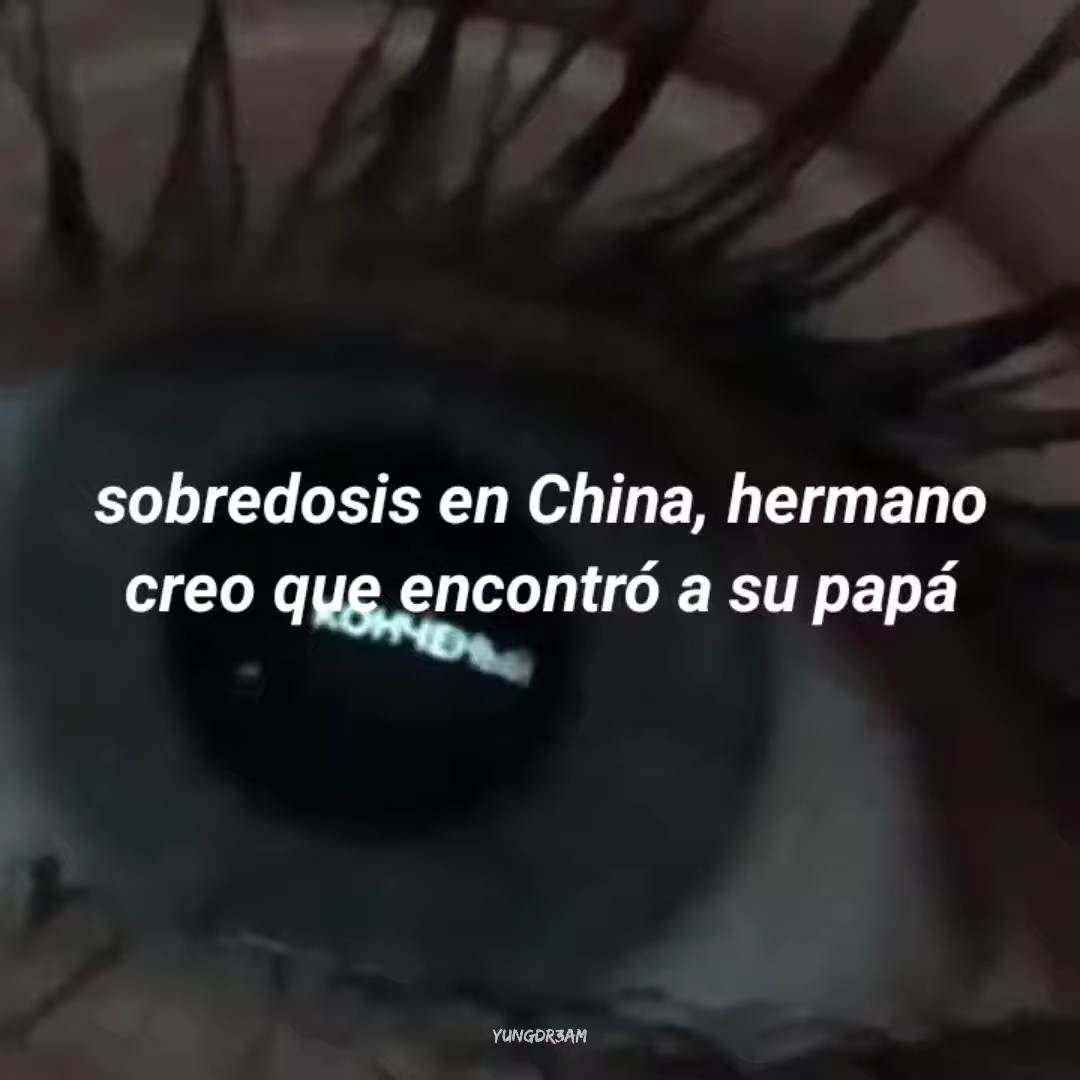 sobredosis en China, hermano
creo que encontró a su papá
YUNGDR3AM